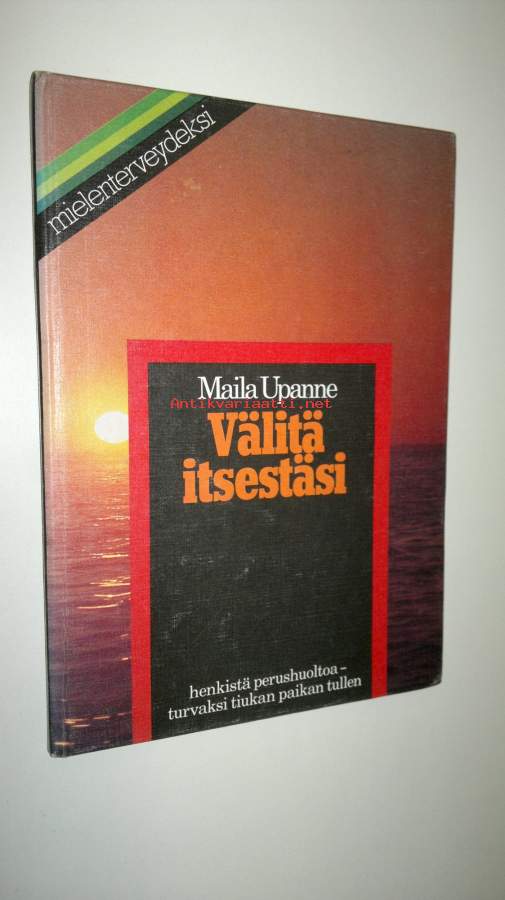 mielenterveydeksi
Maila Upanne
Antikvariaatti.net
Välitä
itsestäsi
henkistä perushuoltoa –
turvaksi tiukan paikan tullen